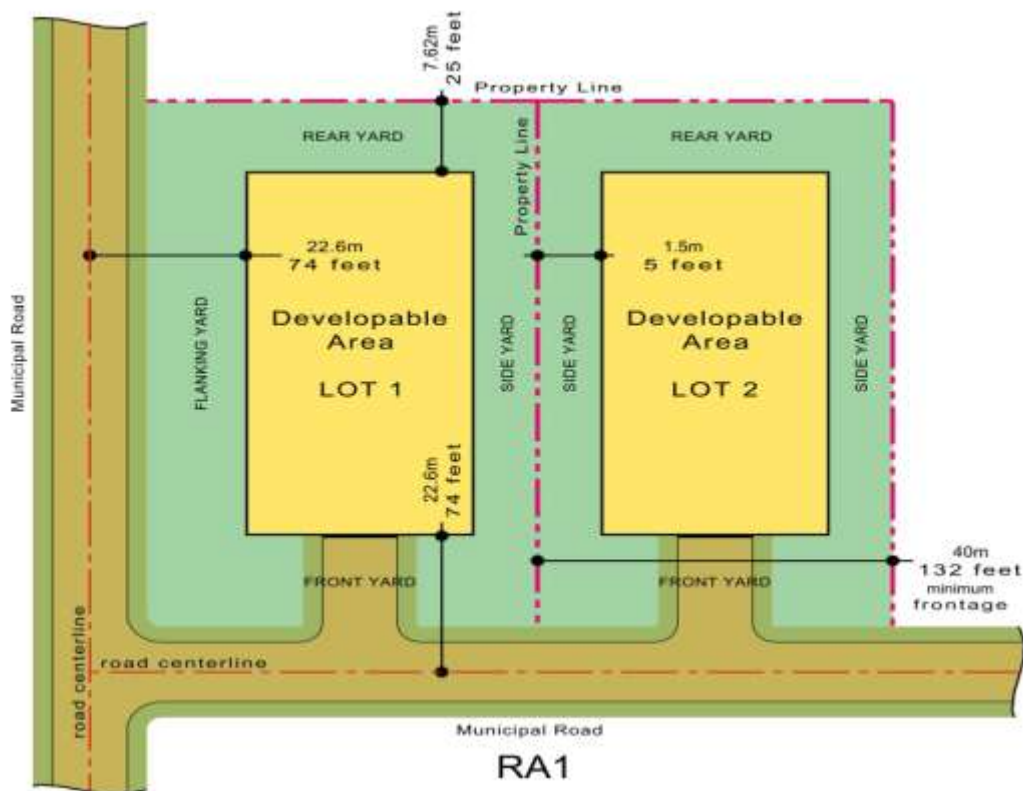 7.62m
25 feet
Property Line
REAR YARD
REAR YARD
Property Line
22.6m
74 feet
1.5m
5 feet
Municipal Road
FLANKING YARD
Developable
Area
LOT 1
SIDE YARD
SIDE YARD
Developable
Area
LOT 2
SIDE YARD
22.6m
74 feet
40m
132 feet
minimum
frontage
FRONT YARD
FRONT YARD
road centerline
road centerline
Municipal Road
RA1